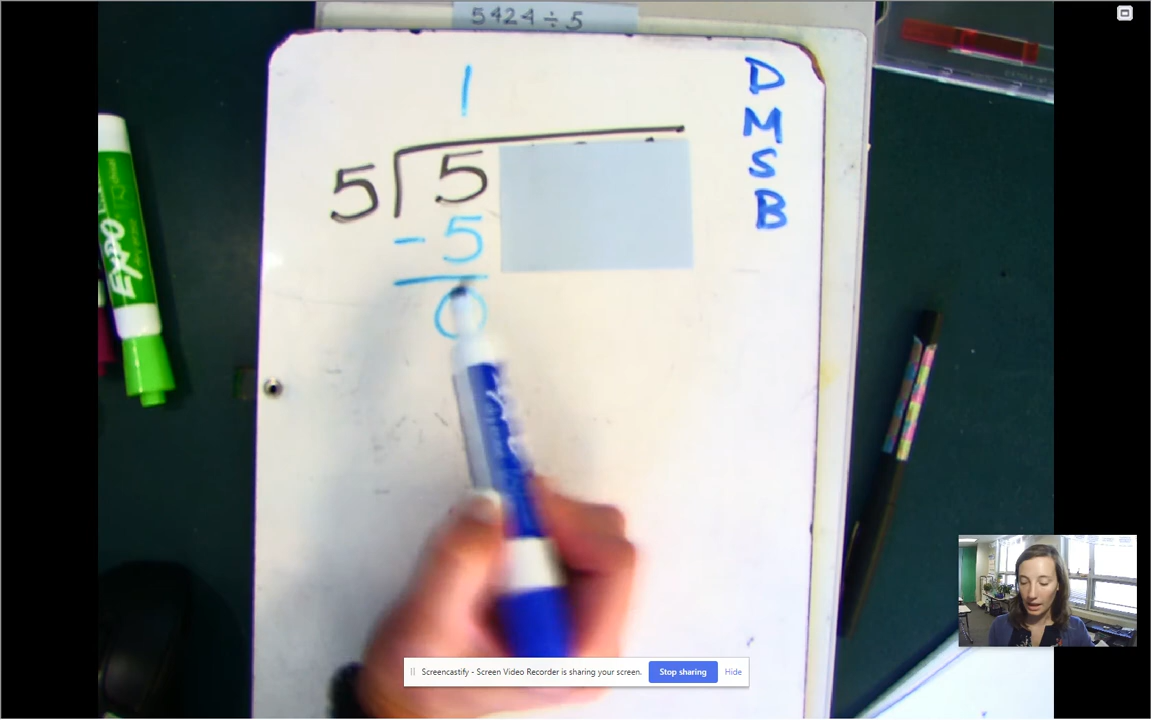 5424 ÷ 5
1
5 5
- 5
0
D
M
S
B
EXPO
Screencastify - Screen Video Recorder is sharing your screen.
Stop sharing
Hide